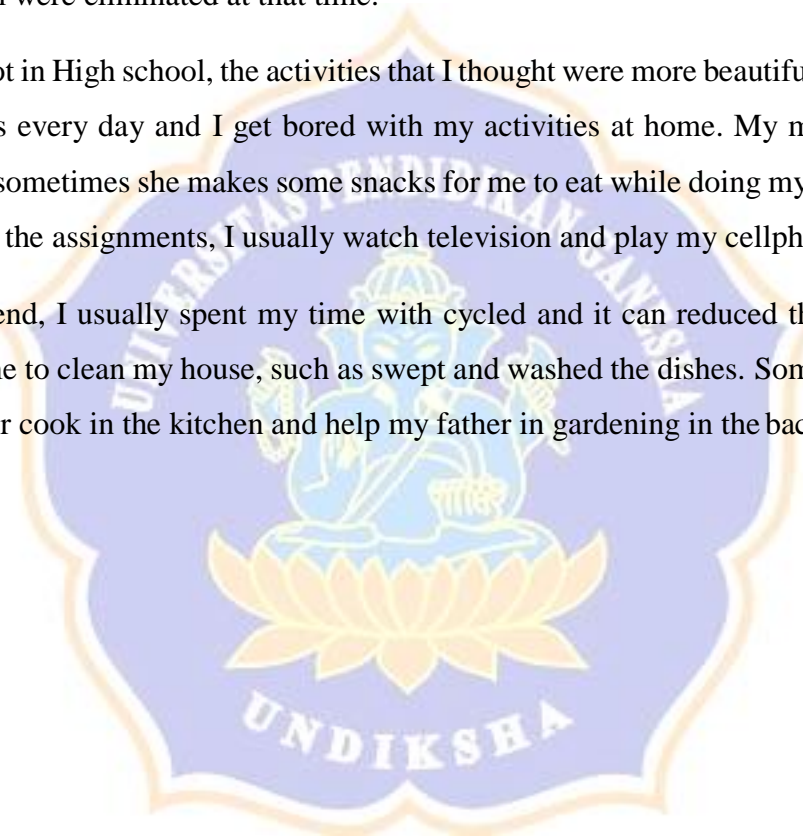 were eliminated at that time.
ot in High school, the activities that I thought were more beautifu
s every day and I get bored with my activities at home. My m
sometimes she makes some snacks for me to eat while doing my
the assignments, I usually watch television and play my cellph
end, I usually spent my time with cycled and it can reduced th
ne to clean my house, such as swept and washed the dishes. Som
r cook in the kitchen and help my father in gardening in the bac
UNIVERSITAS PENDIDIKAN GANESHA
UNDIKSHA